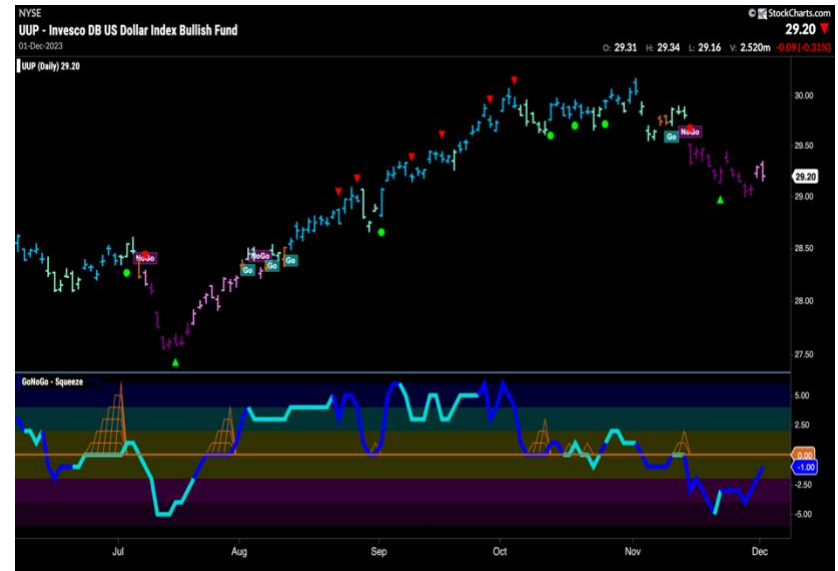 NYSE
© StockCharts.com
UUP - Invesco DB US Dollar Index Bullish Fund
29.20
01-Dec-2023
O: 29.31 H: 29.34 L: 29.16 V: 2.520m -0.09 (-0.31%)
UUP (Daily) 29.20
30.00
Go NoGo
29.50
29.20
29.00
NoGo
NoGo
Go Go Go
28.50
28.00
27.50
GoNoGo - Squeeze
5.00
2.50
0.00
-1.00
-2.50
-5.00
Jul Aug Sep Oct Nov Dec